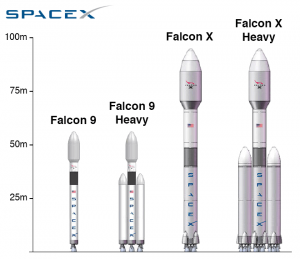 SPACEX
100m
75m
50m
25m
Falcon 9
Falcon 9
Heavy
Falcon X
Falcon X
Heavy
SPACEX
SPACEX
SPACEX
SPACEX